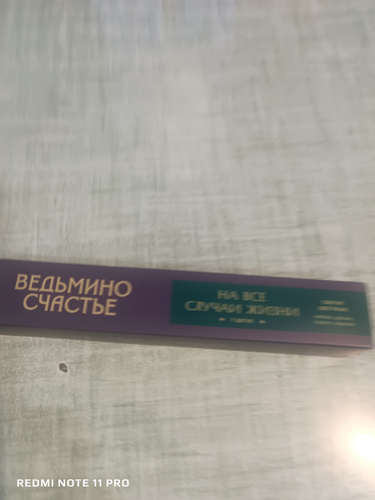 ВЕДЬМИНО
СЧАСТЬЕ
НА ВСЕ
СЛУЧАИ ЖИЗНИ
REDMI NOTE 11 PRO